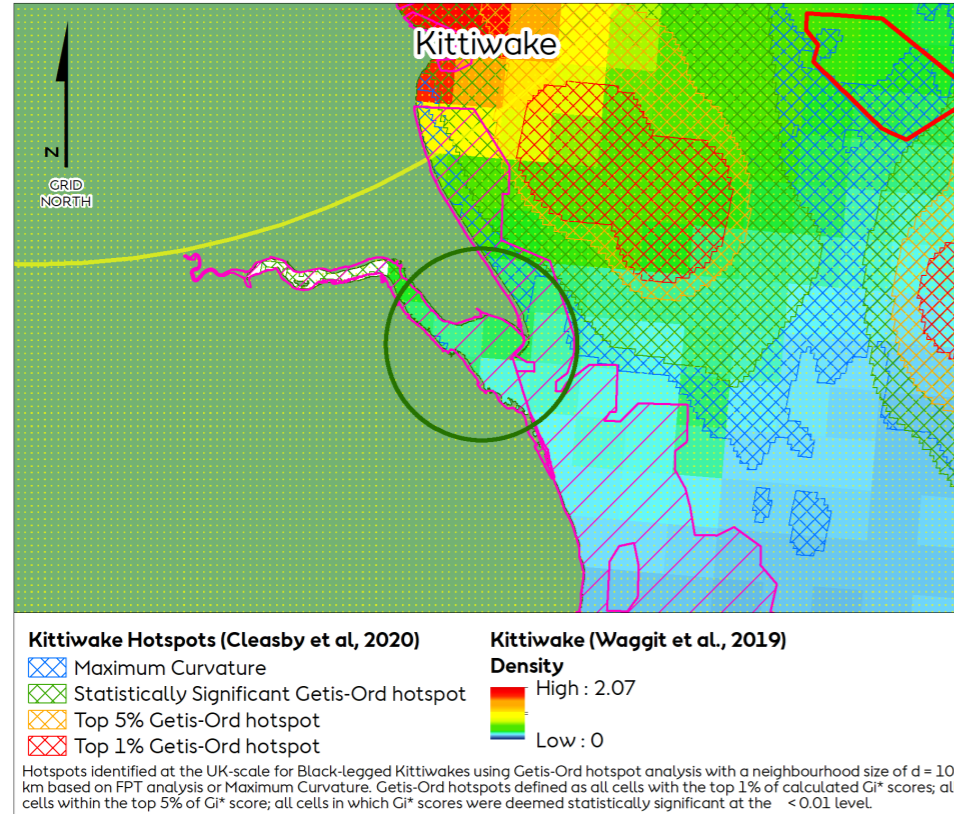 Kittiwake
N
GRID
NORTH
Kittiwake Hotspots (Cleasby et al, 2020)
Maximum Curvature
Statistically Significant Getis-Ord hotspot
Top 5% Getis-Ord hotspot
Top 1% Getis-Ord hotspot
Kittiwake (Waggit et al., 2019)
Density
High : 2.07
Low : 0
Hotspots identified at the UK-scale for Black-legged Kittiwakes using Getis-Ord hotspot analysis with a neighbourhood size of d = 10
km based on FPT analysis or Maximum Curvature. Getis-Ord hotspots defined as all cells with the top 1% of calculated Gi* scores; al
cells within the top 5% of Gi* score; all cells in which Gi* scores were deemed statistically significant at the < 0.01 level.